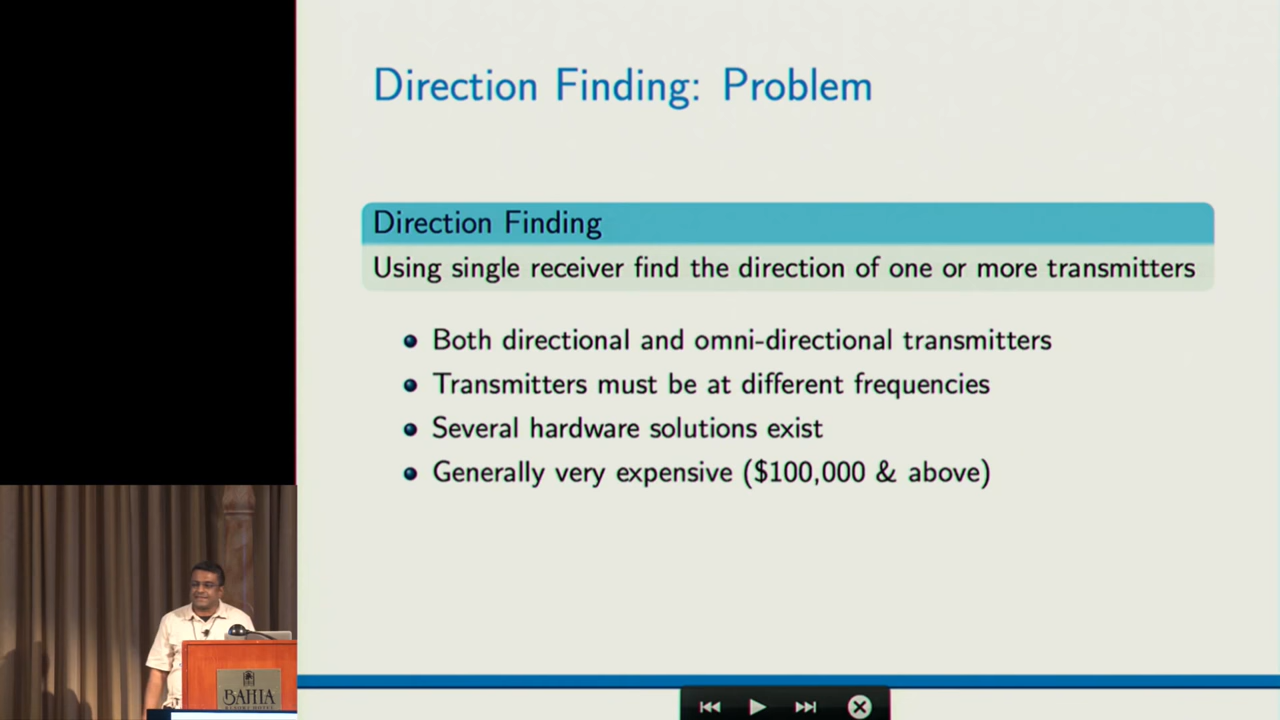 Direction Finding: Problem
Direction Finding
Using single receiver find the direction of one or more transmitters
Both directional and omni-directional transmitters
Transmitters must be at different frequencies
Several hardware solutions exist
Generally very expensive ($100,000 & above)
BAHIA
RESORT HOTEL